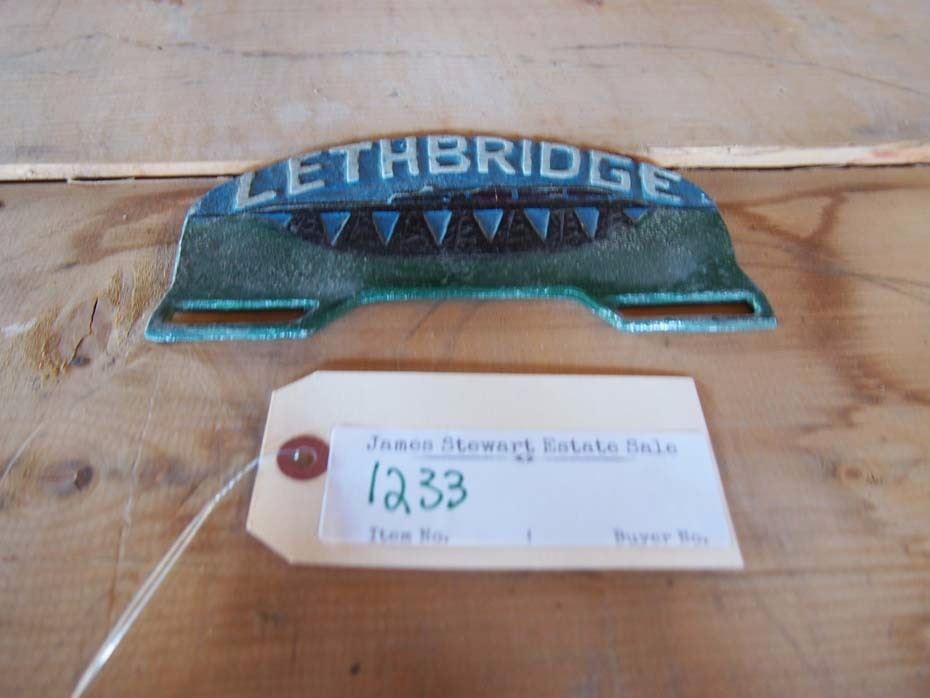 LETHBRIDGE
James Stewart Estate Sale
1233
Item No. Buyer No.